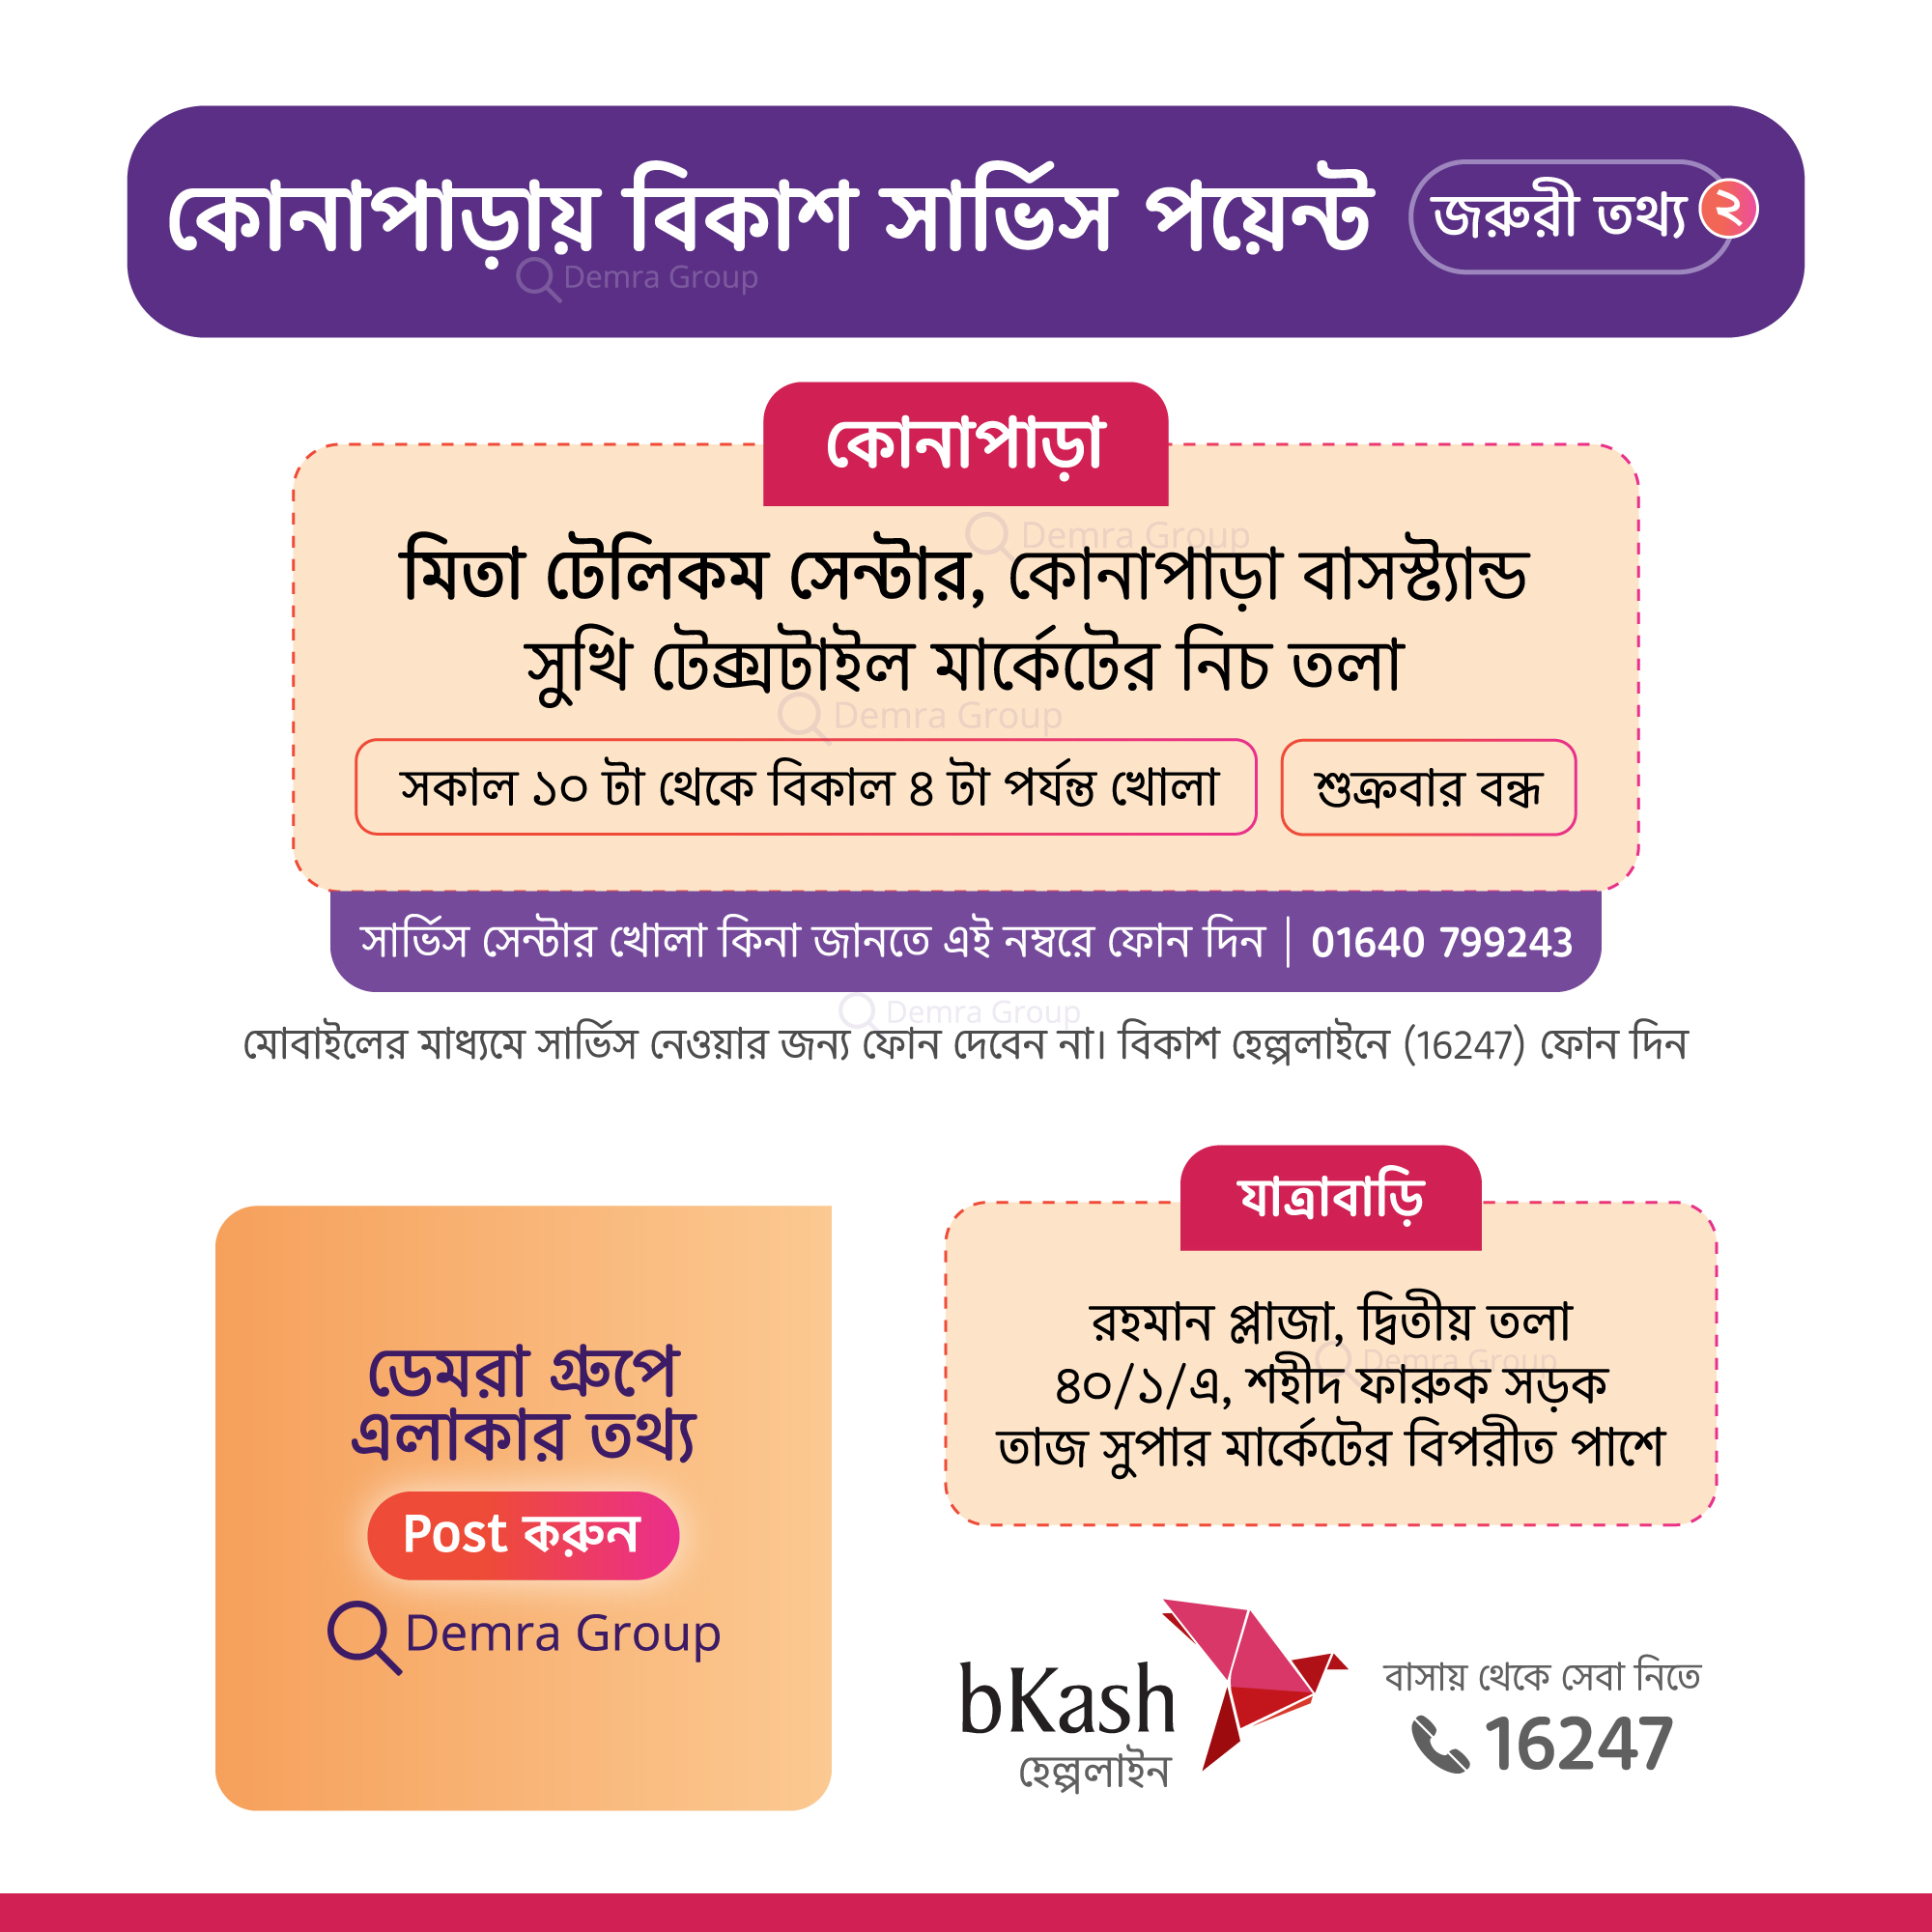 কোনাপাড়ায় বিকাশ সার্ভিস পয়েন্ট
জরুরী তথ্য ২
Demra Group
কোনাপাড়া
Demra Group
মিতা টেলিকম সেন্টার, কোনাপাড়া বাসস্ট্যান্ড
সুখি টেক্সটাইল মার্কেটের নিচ তলা
Demra Group
সকাল ১০ টা থেকে বিকাল ৪ টা পর্যন্ত খোলা
শুক্রবার বন্ধ
সার্ভিস সেন্টার খোলা কিনা জানতে এই নম্বরে ফোন দিন | 01640 799243
Demra Group
মোবাইলের মাধ্যমে সার্ভিস নেওয়ার জন্য ফোন দেবেন না। বিকাশ হেল্পলাইনে (16247) ফোন দিন
ডেমরা গ্রুপে
এলাকার তথ্য
Post করুন
Demra Group
যাত্রাবাড়ি
রহমান প্লাজা, দ্বিতীয় তলা
Demra Group
৪০/১/এ, শহীদ ফারুক সড়ক
তাজ সুপার মার্কেটের বিপরীত পাশে
bKash
হেল্পলাইন
বাসায় থেকে সেবা নিতে
16247